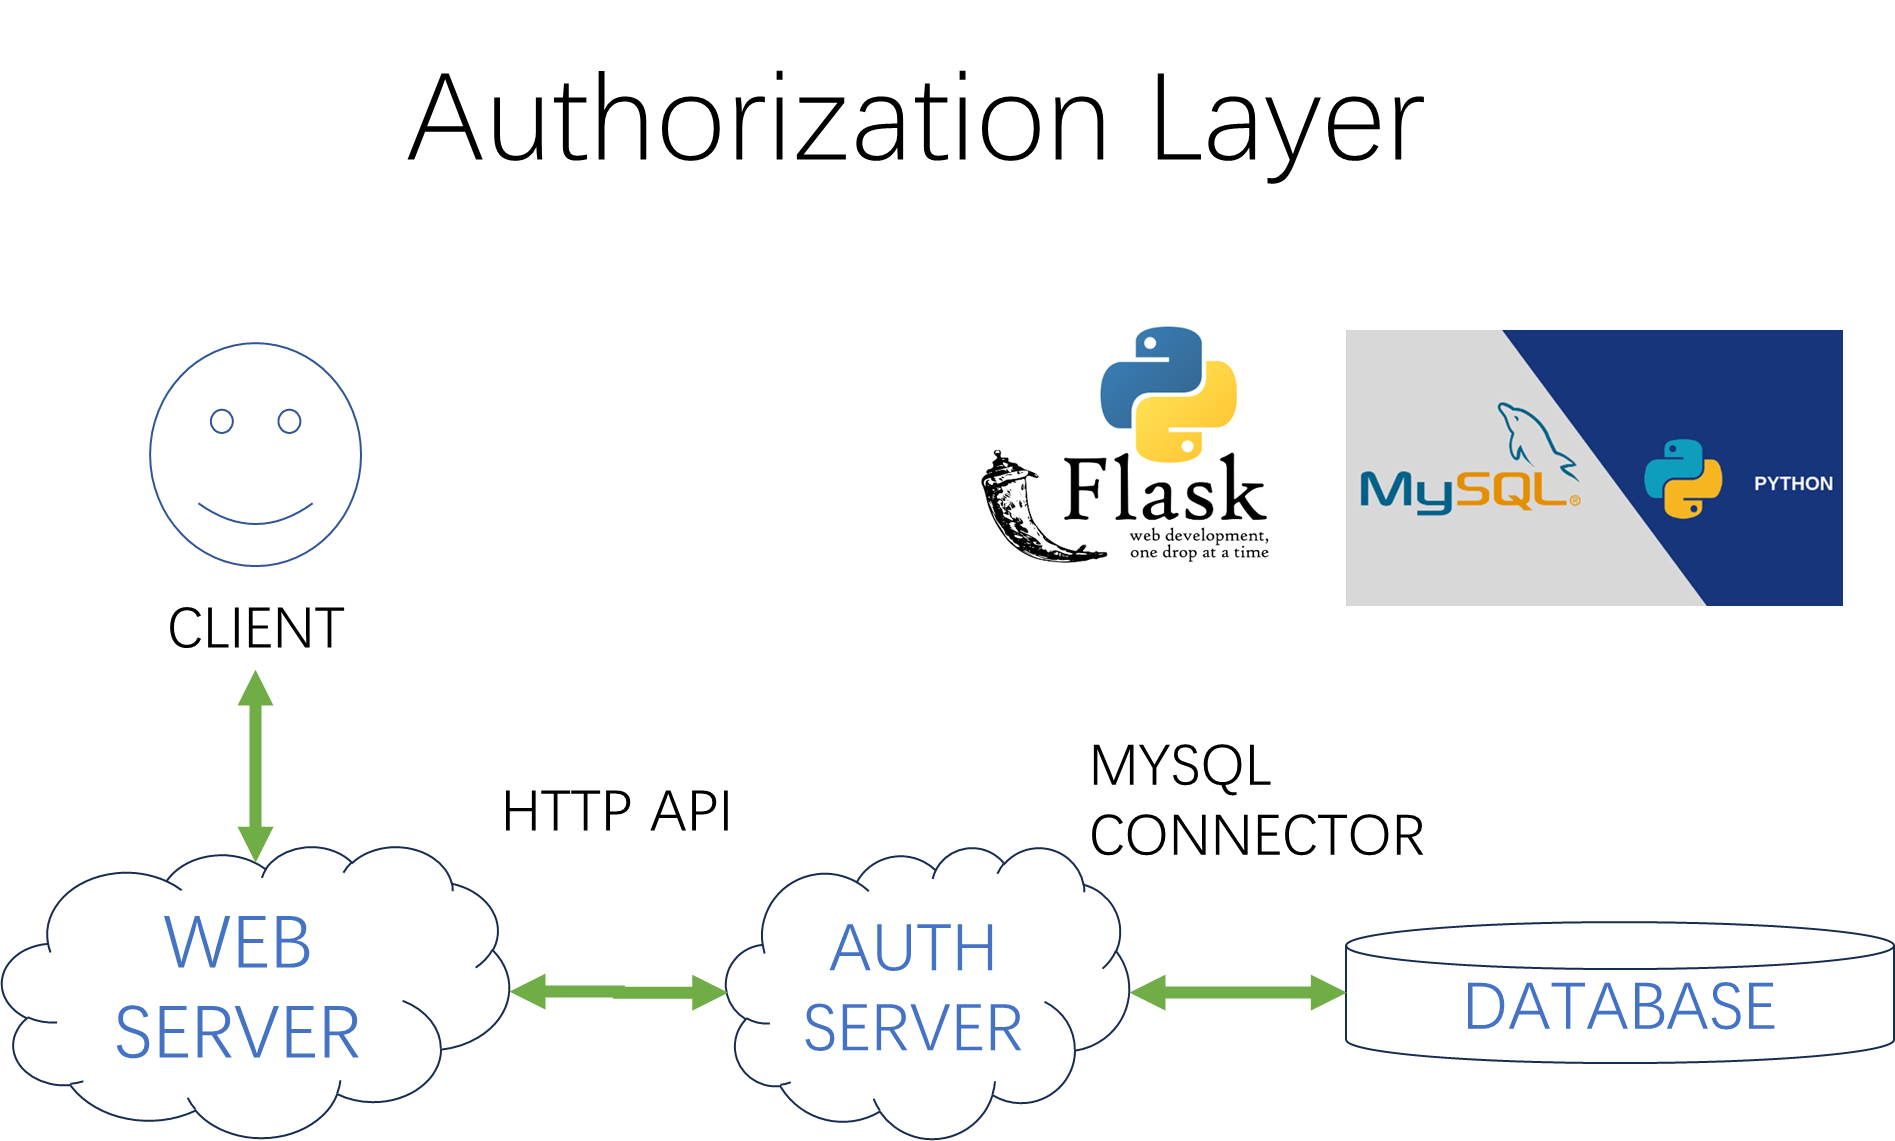 Authorization Layer
Flask
web development,
one drop at a time
MySQL®
PYTHON
CLIENT
HTTP API
MYSQL
CONNECTOR
WEB
SERVER
AUTH
SERVER
DATABASE